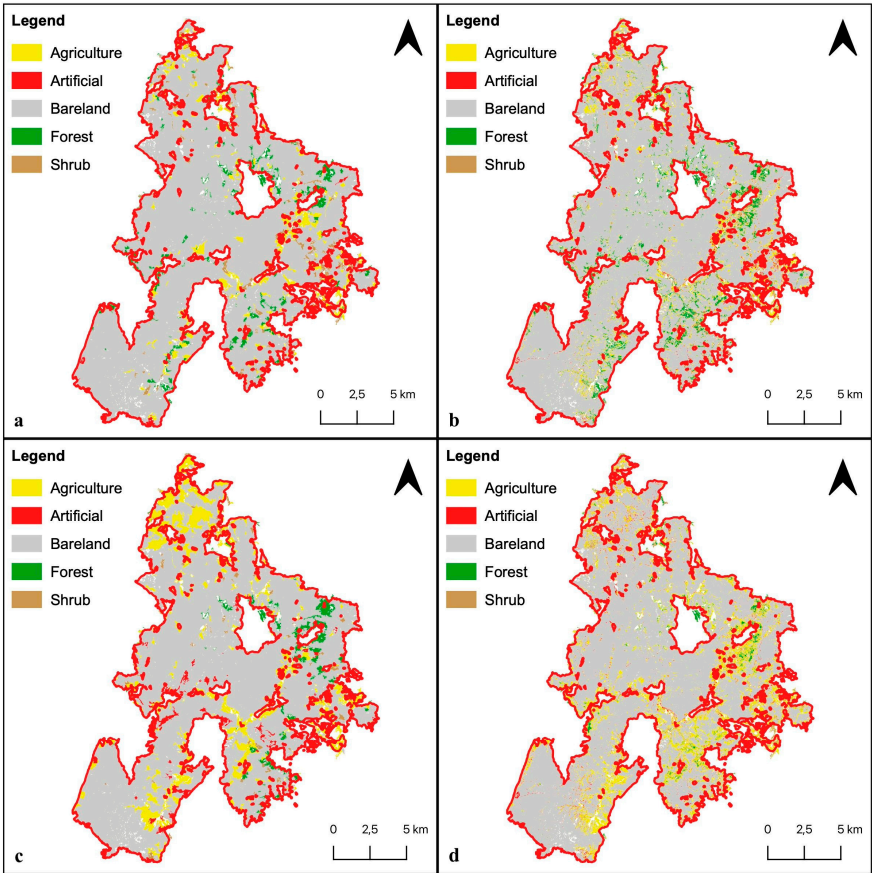 Legend
Agriculture
Artificial
Bareland
Forest
Shrub
0 2,5 5 km
a
Legend
Agriculture
Artificial
Bareland
Forest
Shrub
0 2,5 5 km
b
Legend
Agriculture
Artificial
Bareland
Forest
Shrub
0 2,5 5 km
c
Legend
Agriculture
Artificial
Bareland
Forest
Shrub
0 2,5 5 km
d